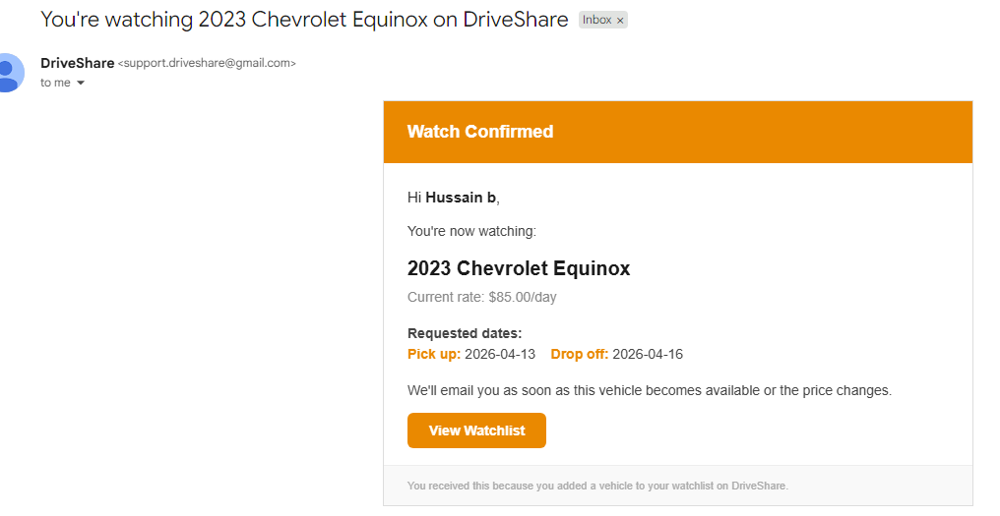 You're watching 2023 Chevrolet Equinox on DriveShare Inbox ×
DriveShare <support.driveshare@gmail.com>
to me
Watch Confirmed
Hi Hussain b,
You're now watching:
2023 Chevrolet Equinox
Current rate: $85.00/day
Requested dates:
Pick up: 2026-04-13 Drop off: 2026-04-16
We'll email you as soon as this vehicle becomes available or the price changes.
View Watchlist
You received this because you added a vehicle to your watchlist on DriveShare.